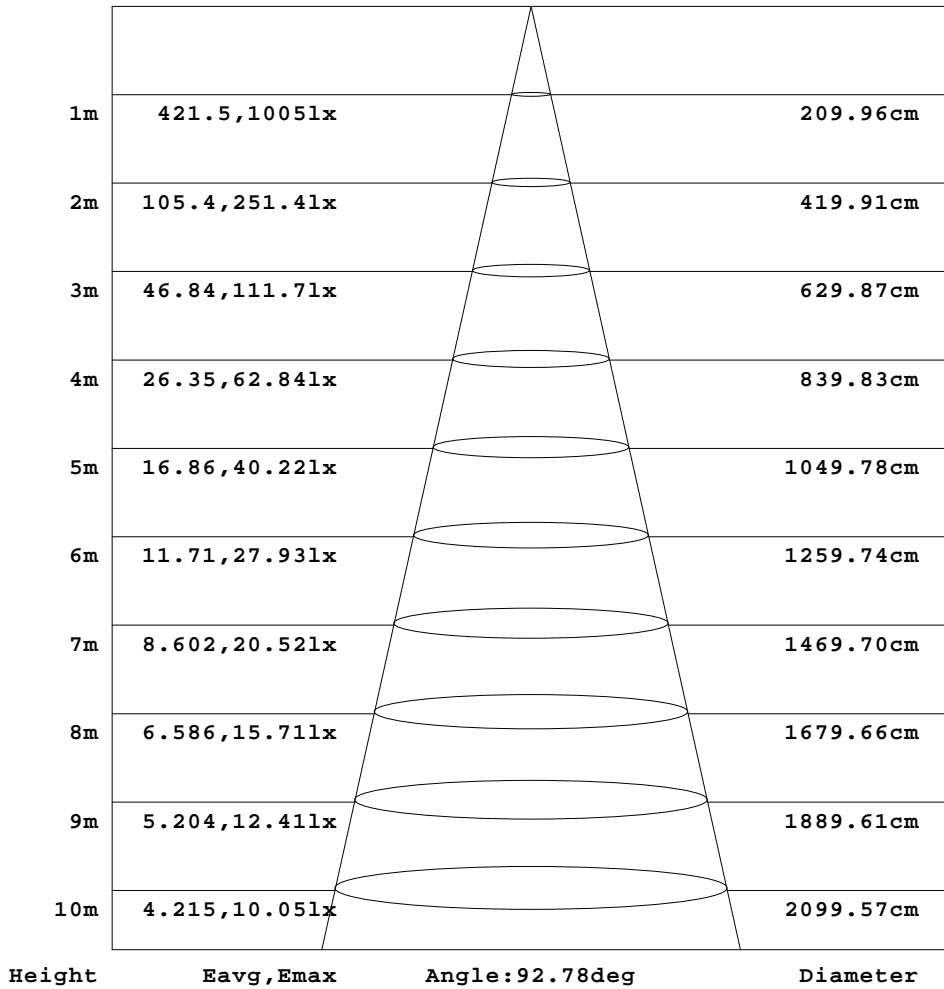 1m 421.5,1005lx 209.96cm
2m 105.4,251.4lx 419.91cm
3m 46.84,111.7lx 629.87cm
4m 26.35,62.84lx 839.83cm
5m 16.86,40.22lx 1049.78cm
6m 11.71,27.93lx 1259.74cm
7m 8.602,20.52lx 1469.70cm
8m 6.586,15.71lx 1679.66cm
9m 5.204,12.41lx 1889.61cm
10m 4.215,10.05lx 2099.57cm
Height Eavg,Emax Angle:92.78deg Diameter